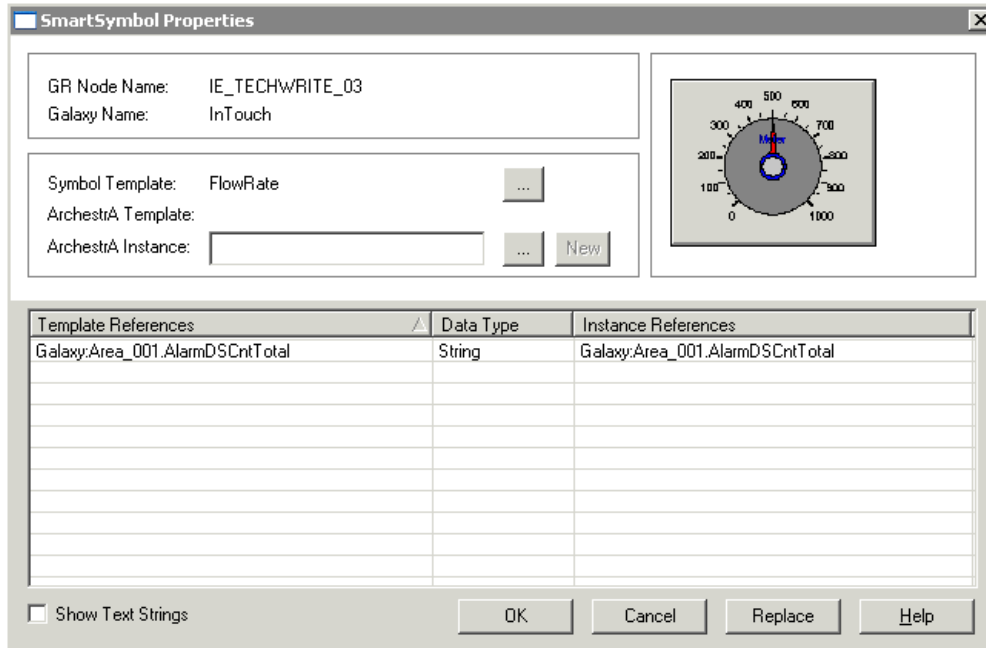 SmartSymbol Properties
GR Node Name: IE_TECHWRITE_03
Galaxy Name: InTouch
Symbol Template: FlowRate ...
ArchestrA Template:
ArchestrA Instance: ... New
0 100 200 300 400 500 600 700 800 900 1000
Meter
Template References Data Type Instance References
Galaxy:Area_001.AlarmDSCntTotal String Galaxy:Area_001.AlarmDSCntTotal
Show Text Strings OK Cancel Replace Help